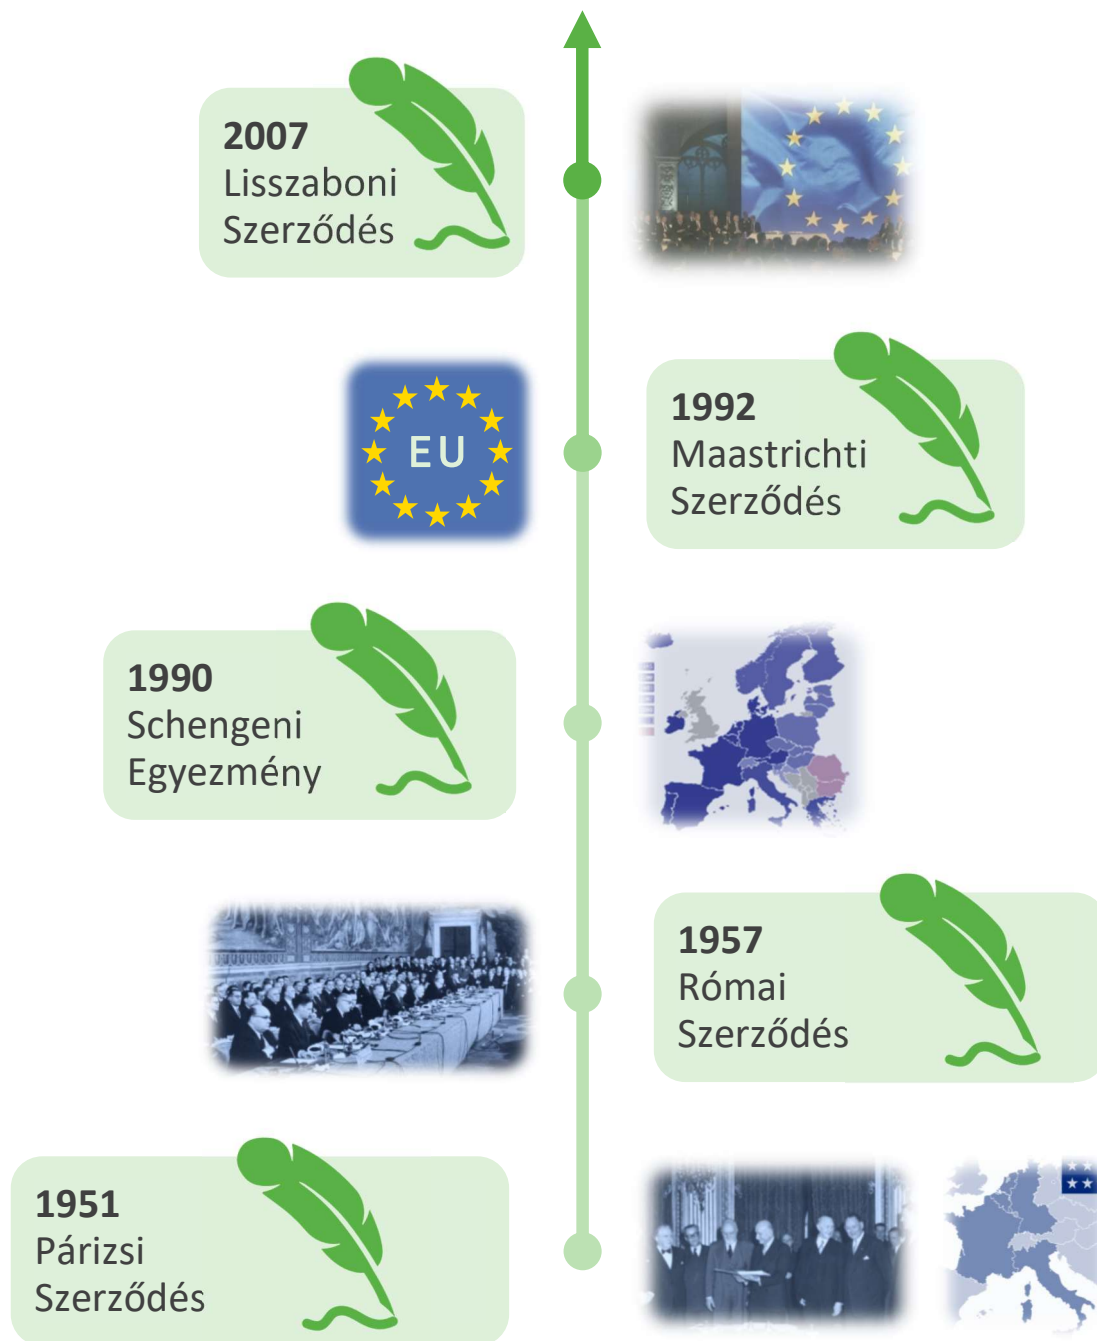 2007
Lisszaboni
Szerződés
EU
1992
Maastrichti
Szerződés
1990
Schengeni
Egyezmény
1957
Római
Szerződés
1951
Párizsi
Szerződés